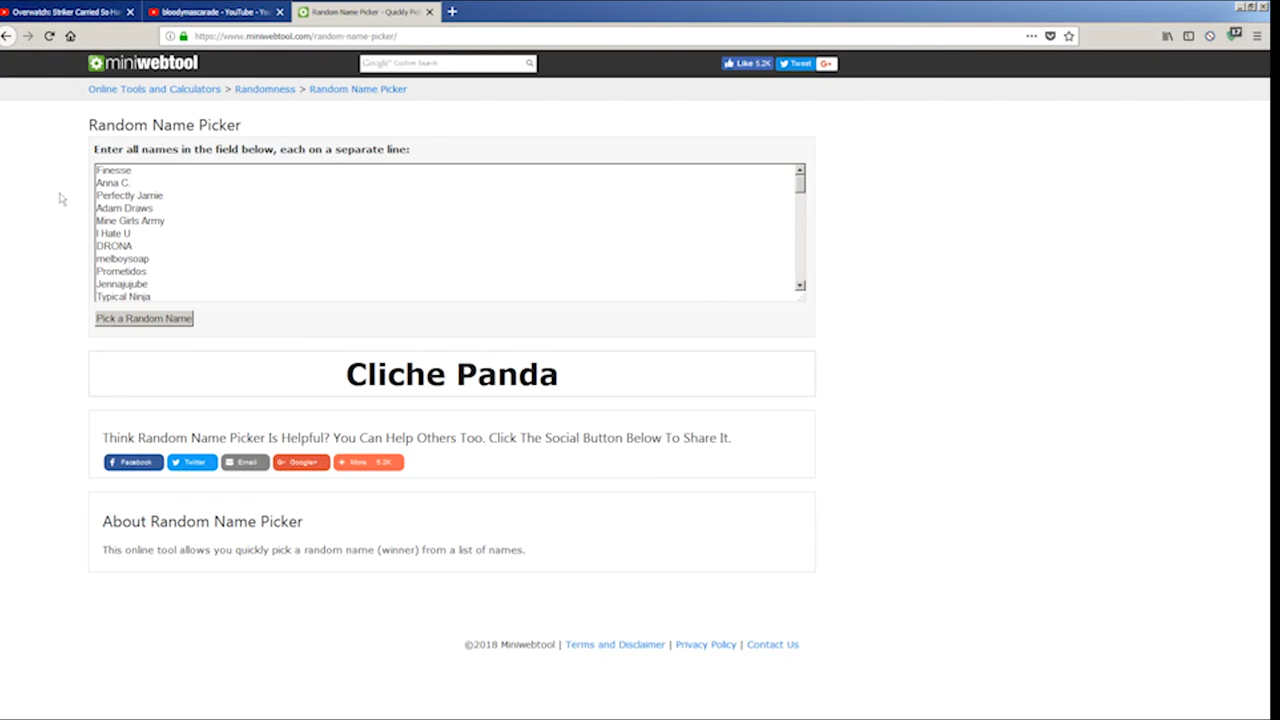 Overwatch: Striker Carried So Ha
bloodymascarade - YouTube - Yo
Random Name Picker - Quickly Pic
https://www.miniwebtool.com/random-name-picker/
miniwebtool
Google Custom Search
Like 5.2K
Tweet
G+
Online Tools and Calculators > Randomness > Random Name Picker
Random Name Picker
Enter all names in the field below, each on a separate line:
Finesse
Anna C.
Perfectly Jamie
Adam Draws
Mine Girls Army
I Hate U
DRONA
melboysoap
Prometidos
Jennajujube
Typical Ninja
Pick a Random Name
Cliche Panda
Think Random Name Picker Is Helpful? You Can Help Others Too. Click The Social Button Below To Share It.
Facebook
Twitter
Email
G+ Google+
More 5.2K
About Random Name Picker
This online tool allows you quickly pick a random name (winner) from a list of names.
©2018 Miniwebtool | Terms and Disclaimer | Privacy Policy | Contact Us